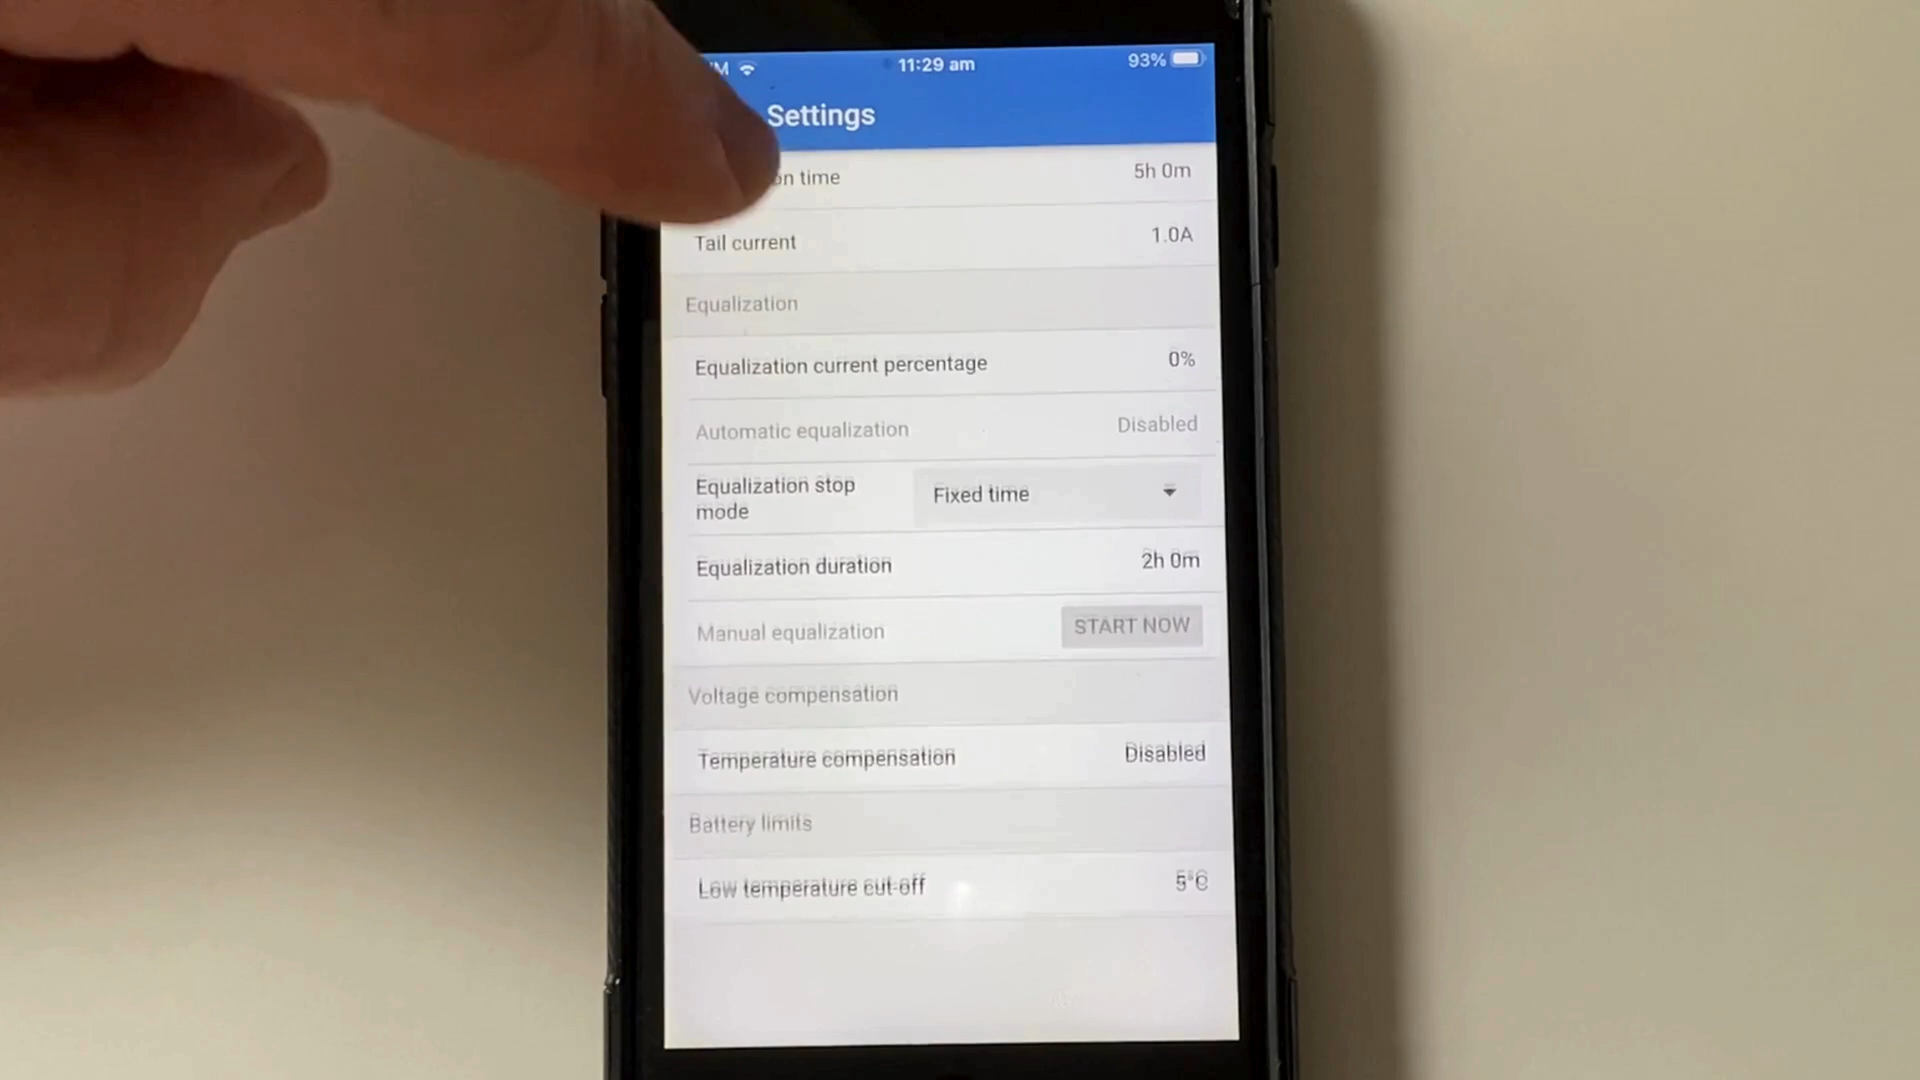 11:29 am
93%
Settings
time
5h 0m
Tail current
1.0A
Equalization
Equalization current percentage
0%
Automatic equalization
Disabled
Equalization stop
mode
Fixed time
Equalization duration
2h 0m
Manual equalization
START NOW
Voltage compensation
Temperature compensation
Disabled
Battery limits
Low temperature cut-off
5°C